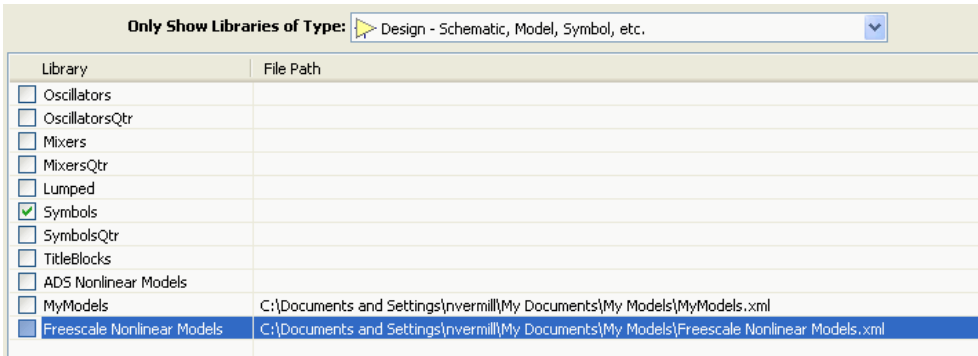 Only Show Libraries of Type: Design - Schematic, Model, Symbol, etc.
Library File Path
Oscillators
OscillatorsQtr
Mixers
MixersQtr
Lumped
Symbols
SymbolsQtr
TitleBlocks
ADS Nonlinear Models
MyModels C:\Documents and Settings\nvermill\My Documents\My Models\MyModels.xml
Freescale Nonlinear Models C:\Documents and Settings\nvermill\My Documents\My Models\Freescale Nonlinear Models.xml